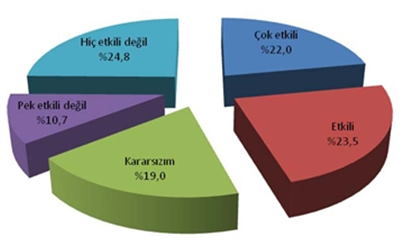 Hiç etkili değil
%24,8
Çok etkili
%22,0
Pek etkili değil
%10,7
Etkili
%23,5
Kararsızım
%19,0